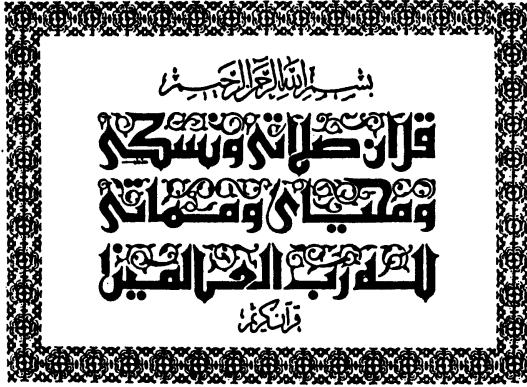 بسم الله الرحمن الرحيم
قل ان صلاتي ونسكي
ومحياي ومماتي
لله رب العالمين
قرآن كريم